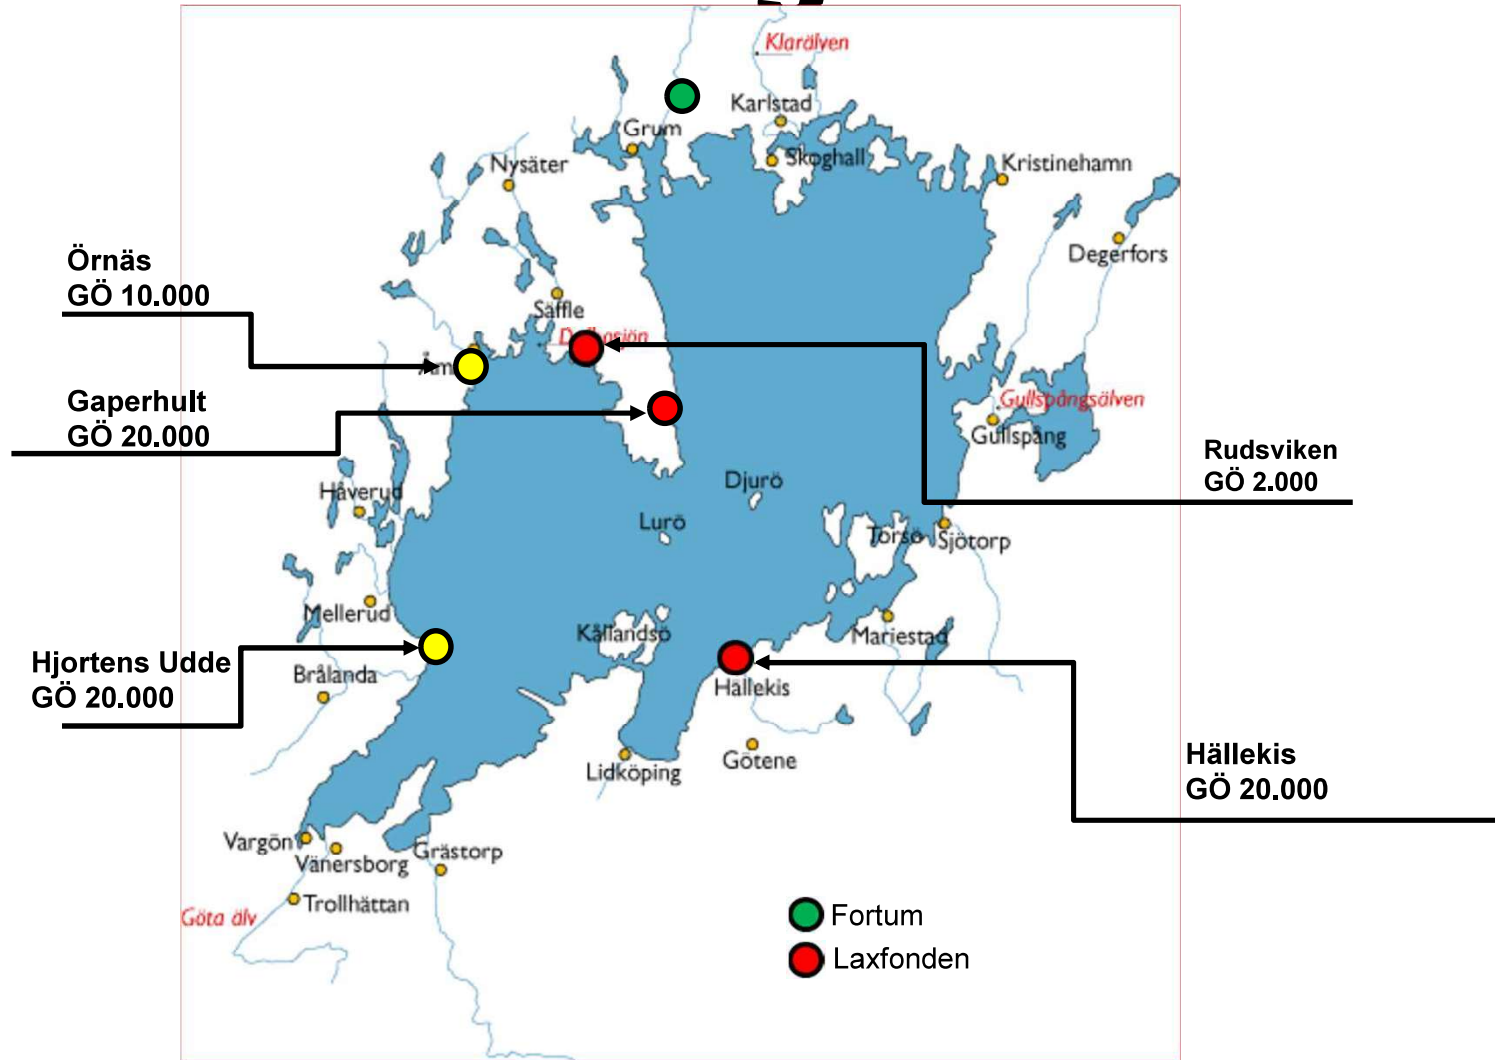 Klarälven
Karlstad
Grum
Skoghall
Nysäter
Kristinehamn
Degerfors
Örnäs
GÖ 10.000
Säffle
Åm
Gaperhult
GÖ 20.000
Gullspångsälven
Gullspång
Rudsviken
GÖ 2.000
Håverud
Djurö
Lurö
Torsö
Sjötorp
Mellerud
Kållandsö
Mariestad
Hjortens Udde
GÖ 20.000
Brålanda
Hällekis
Hällekis
GÖ 20.000
Lidköping
Götene
Vargön
Vänersborg
Grästorp
Trollhättan
Göta älv
Fortum
Laxfonden